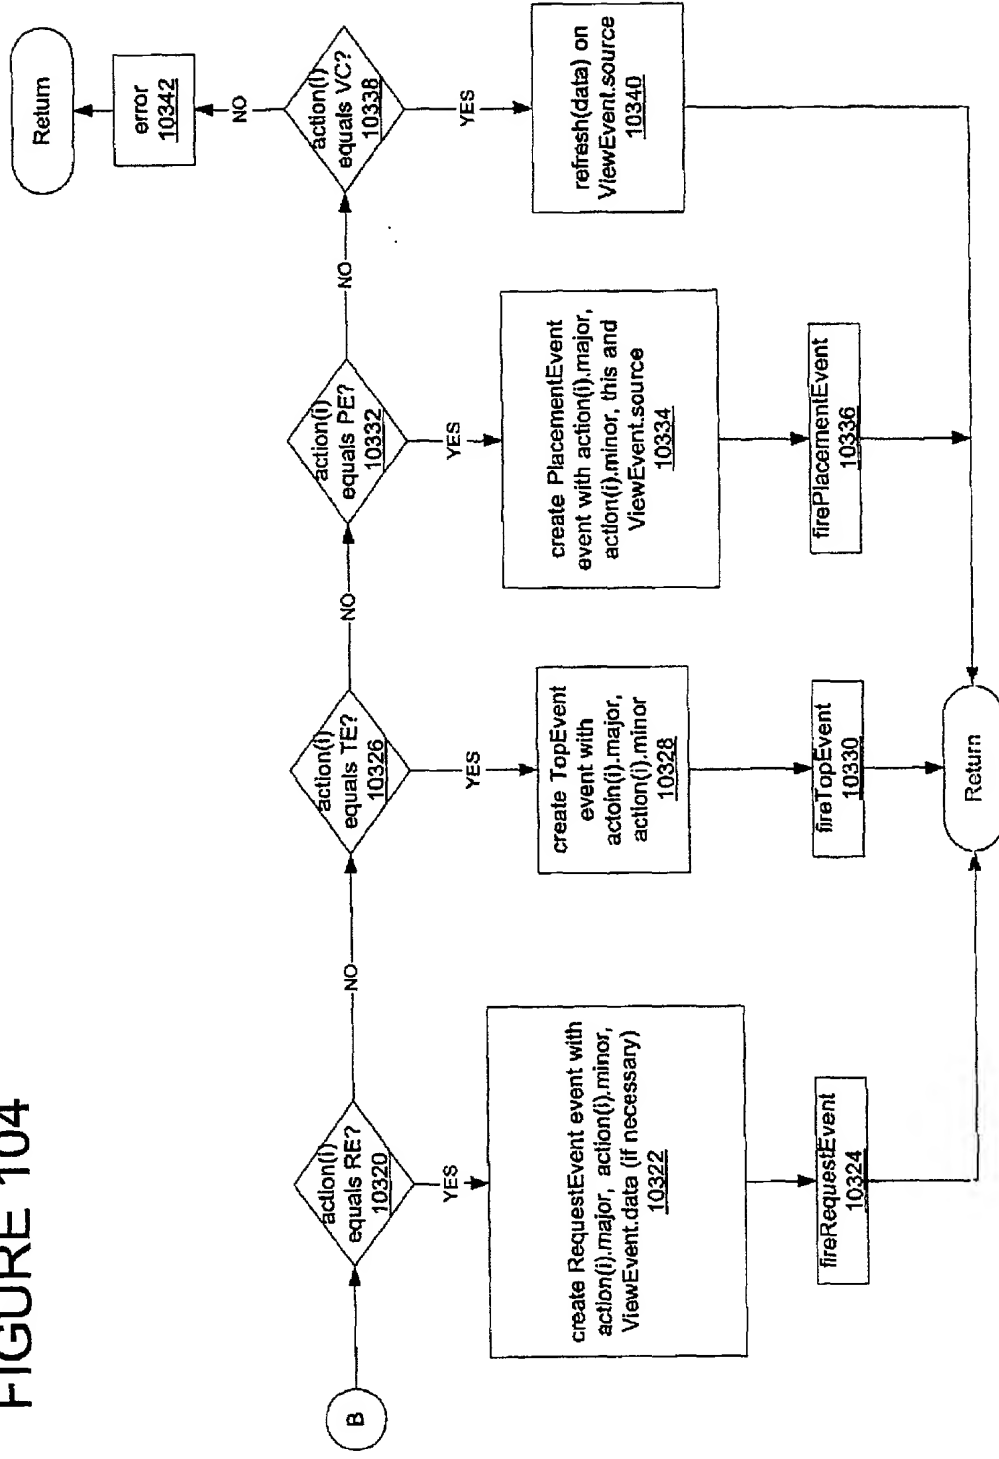 FIGURE 104
B
action(i)
equals RE?
10320
NO
YES
create RequestEvent event with
action(i).major, action(i).minor,
ViewEvent.data (if necessary)
10322
fireRequestEvent
10324
action(i)
equals TE?
10326
NO
YES
create TopEvent
event with
actoin(i).major,
action(i).minor
10328
fireTopEvent
10330
Return
action(i)
equals PE?
10332
NO
YES
create PlacementEvent
event with action(i).major,
action(i).minor, this and
ViewEvent.source
10334
firePlacementEvent
10336
action(i)
equals VC?
10338
NO
YES
refresh(data) on
ViewEvent.source
10340
error
10342
Return